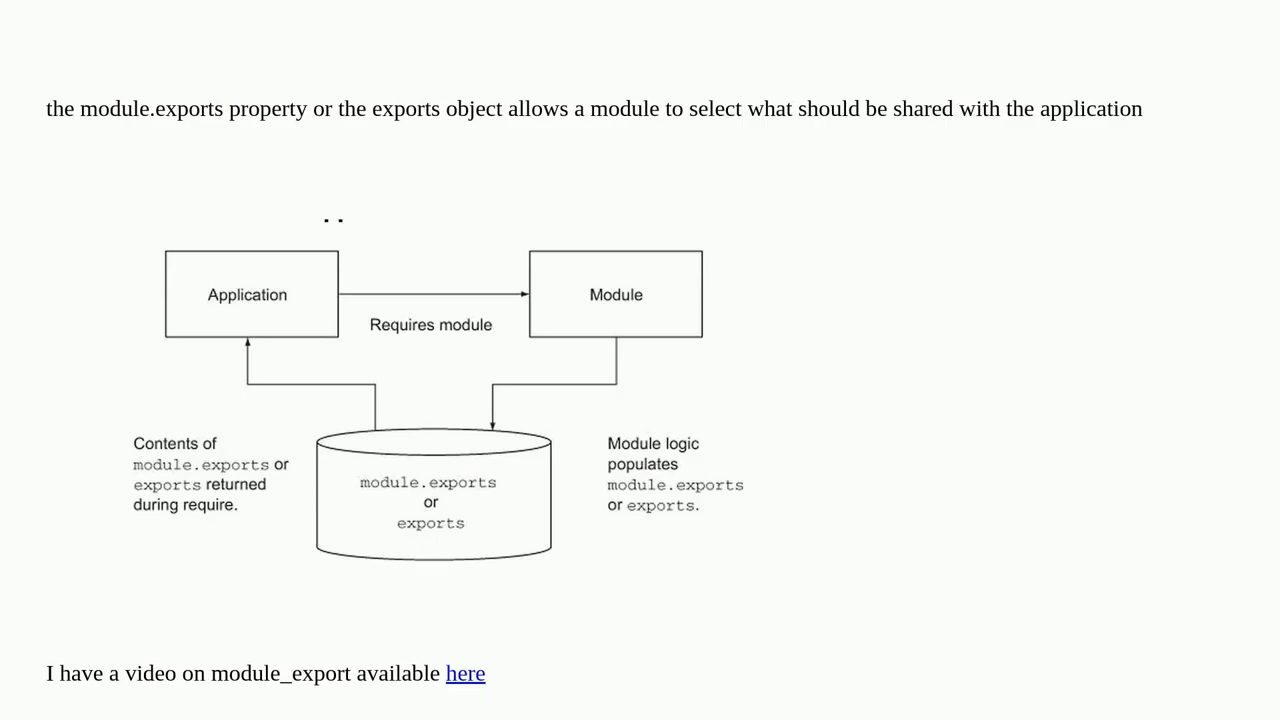 the module.exports property or the exports object allows a module to select what should be shared with the application
Application
Module
Requires module
Contents of
module.exports or
exports returned
during require.
module.exports
or
exports
Module logic
populates
module.exports
or exports.
I have a video on module_export available here